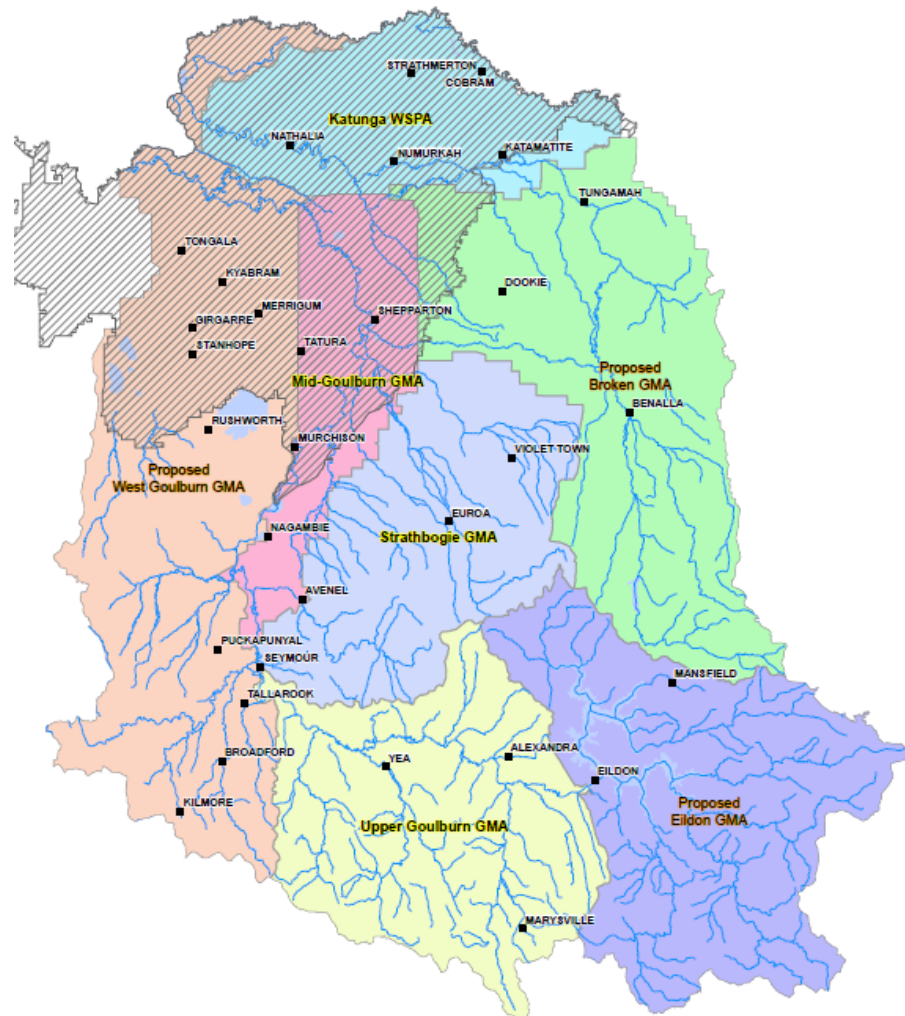 STRATHMERTON
COBRAM
Katunga WSPA
NATHALIA
NUMURKAH
KATAMATITE
TUNGAMAH
TONGALA
KYABRAM
DOOKIE
MERRIGUM
GIRGARRE
SHEPPARTON
STANHOPE
TATURA
Mid-Goulburn GMA
Proposed
Broken GMA
BENALLA
RUSHWORTH
MURCHISON
VIOLET TOWN
Proposed
West Goulburn GMA
EUROA
NAGAMBIE
Strathbogie GMA
AVENEL
PUCKAPUNYAL
SEYMOUR
MANSFIELD
TALLAROOK
ALEXANDRA
BROADFORD
YEA
EILDON
KILMORE
Proposed
Eildon GMA
Upper Goulburn GMA
MARYSVILLE